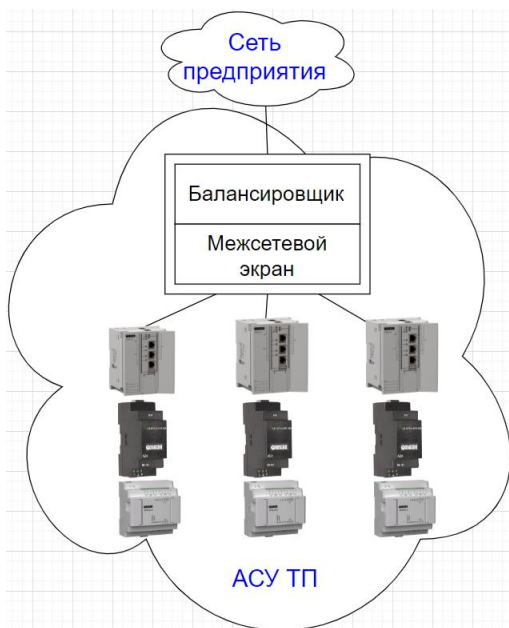 Сеть
предприятия
Балансировщик
Межсетевой
экран
АСУ ТП